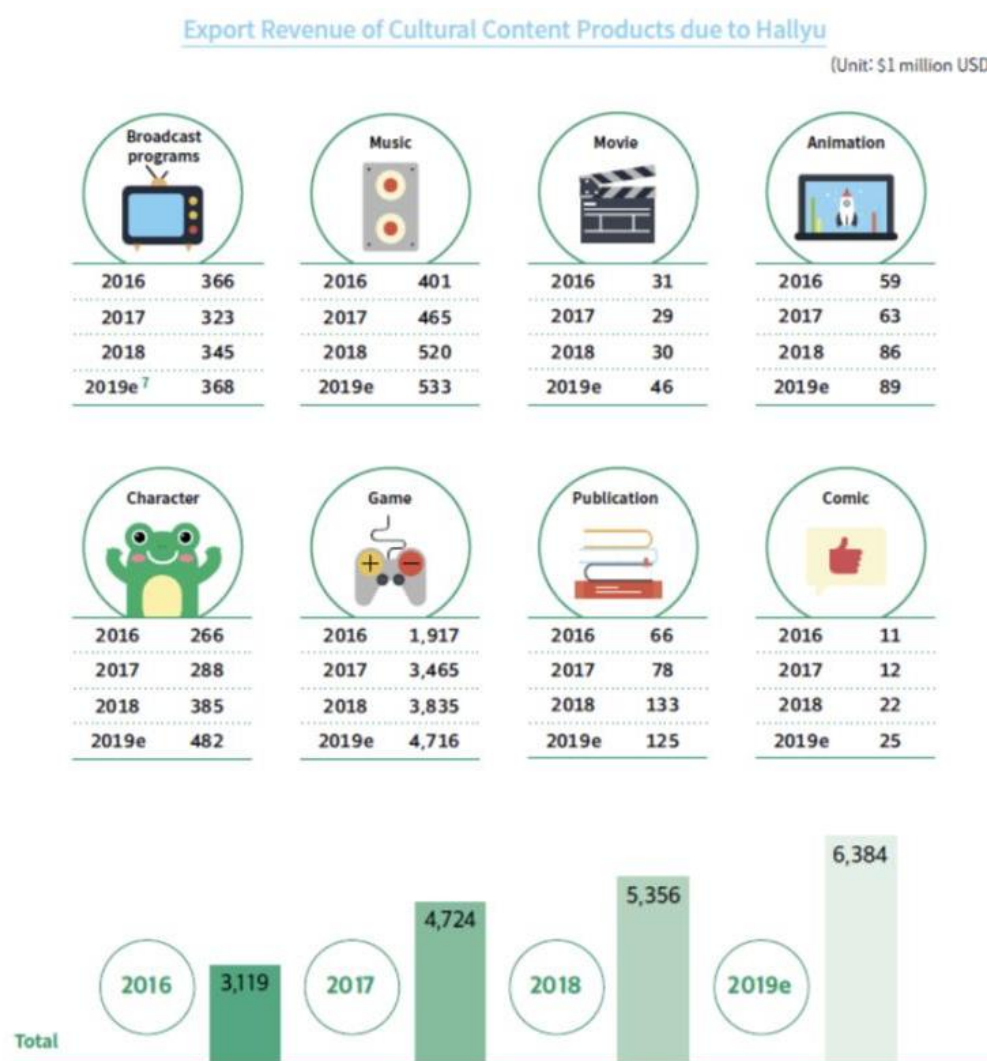 Export Revenue of Cultural Content Products due to Hallyu
(Unit: $1 million USD
Broadcast
programs
2016 366
2017 323
2018 345
2019e 7 368
Music
2016 401
2017 465
2018 520
2019e 533
Movie
2016 31
2017 29
2018 30
2019e 46
Animation
2016 59
2017 63
2018 86
2019e 89
Character
2016 266
2017 288
2018 385
2019e 482
Game
2016 1,917
2017 3,465
2018 3,835
2019e 4,716
Publication
2016 66
2017 78
2018 133
2019e 125
Comic
2016 11
2017 12
2018 22
2019e 25
Total
2016 3,119
2017 4,724
2018 5,356
2019e 6,384